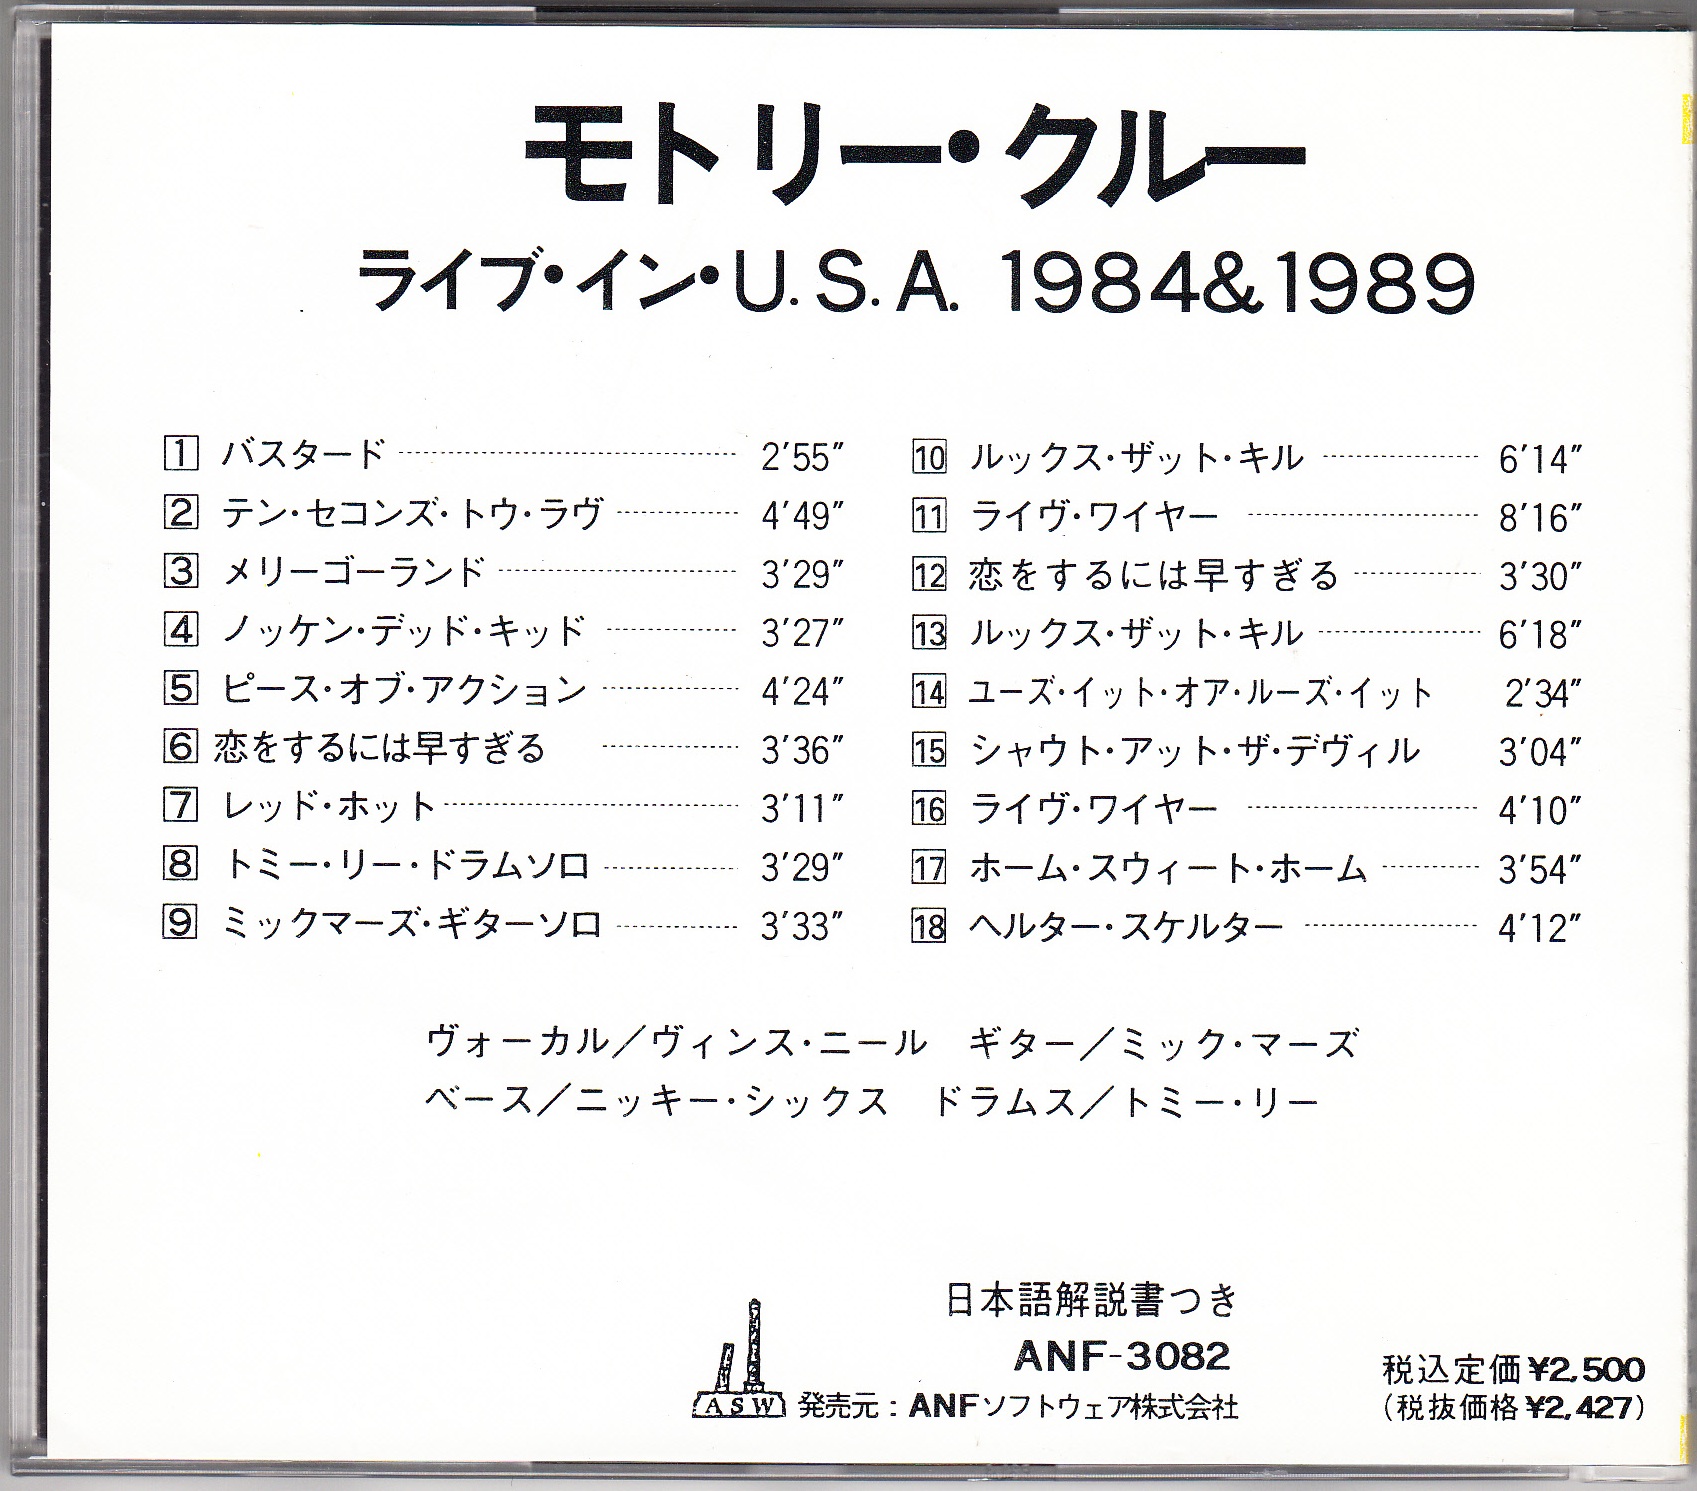 モトリー・クルー
ライブ・イン・U.S.A. 1984&1989
1 バスタード 2'55"
2 テン・セコンズ・トウ・ラヴ 4'49"
3 メリーゴーランド 3'29"
4 ノッケン・デッド・キッド 3'27"
5 ピース・オブ・アクション 4'24"
6 恋をするには早すぎる 3'36"
7 レッド・ホット 3'11"
8 トミー・リー・ドラムソロ 3'29"
9 ミックマーズ・ギターソロ 3'33"
10 ルックス・ザット・キル 6'14"
11 ライヴ・ワイヤー 8'16"
12 恋をするには早すぎる 3'30"
13 ルックス・ザット・キル 6'18"
14 ユーズ・イット・オア・ルーズ・イット 2'34"
15 シャウト・アット・ザ・デヴィル 3'04"
16 ライヴ・ワイヤー 4'10"
17 ホーム・スウィート・ホーム 3'54"
18 ヘルター・スケルター 4'12"
ヴォーカル／ヴィンス・ニール ギター／ミック・マーズ
ベース／ニッキー・シックス ドラムス／トミー・リー
日本語解説書つき
ANF-3082
ASW 発売元：ANFソフトウェア株式会社
税込定価¥2,500
(税抜価格¥2,427)